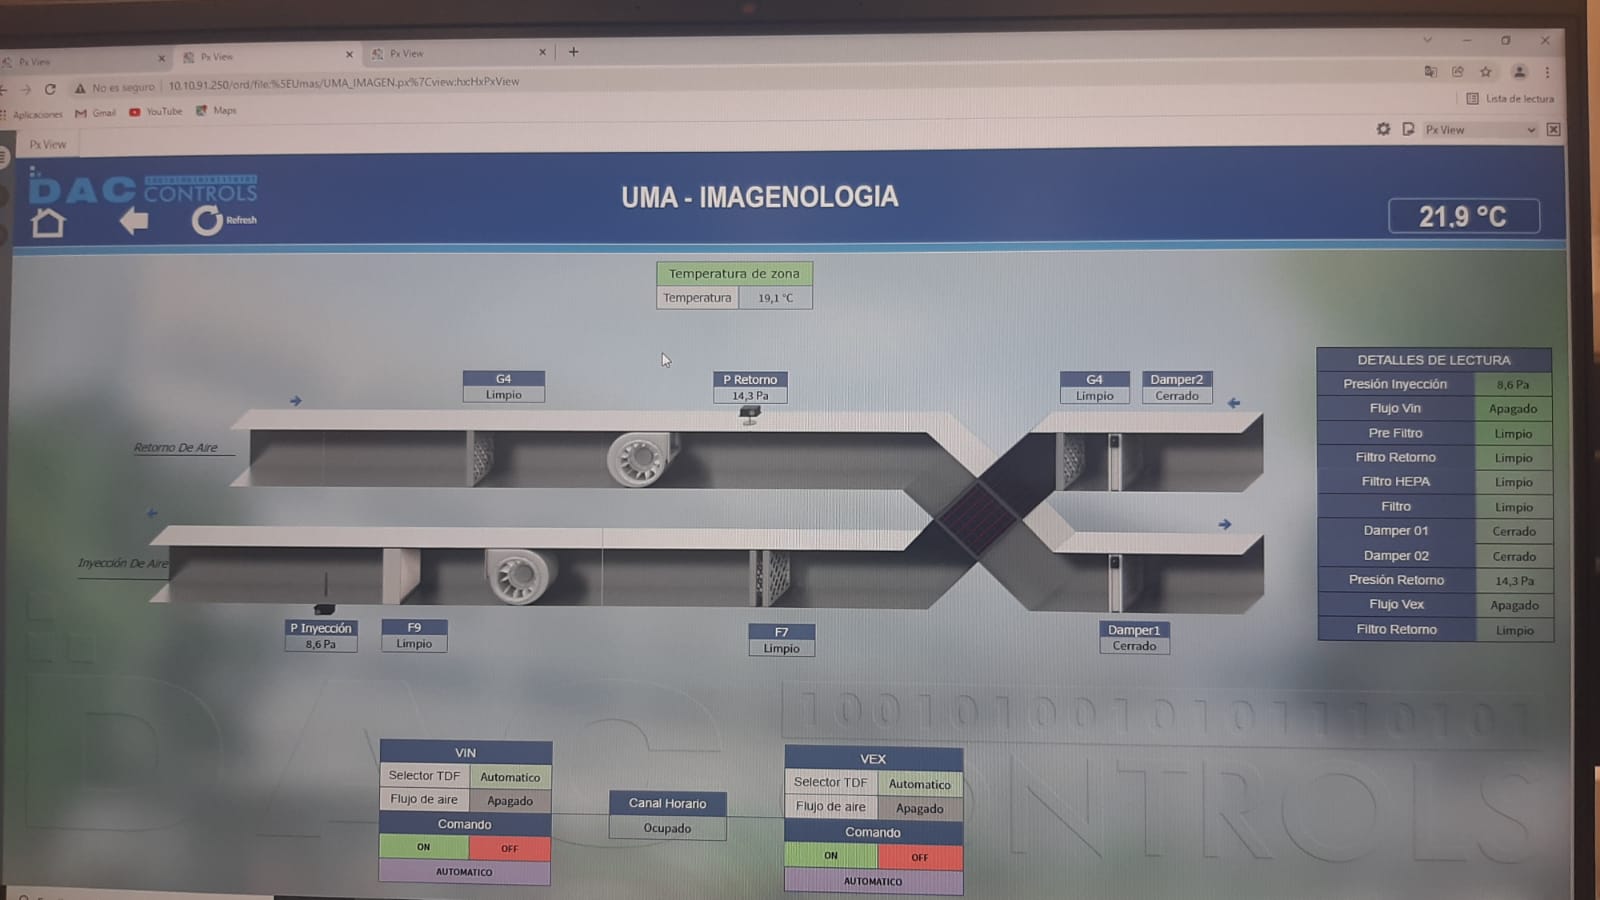 Px View
Px View
Px View
No es seguro | 10.10.91.250/ord/file:%5EUmas/UMA_IMAGEN.px%7Cview:hx:HxPxView
Aplicaciones Gmail YouTube Maps
Lista de lectura
Px View
Px View
DAC CONTROLS
Refresh
UMA - IMAGENOLOGIA
21,9 °C
Temperatura de zona
Temperatura 19,1 °C
G4
Limpio
P Retorno
14,3 Pa
G4
Limpio
Damper2
Cerrado
Retorno De Aire
Inyección De Aire
P Inyección
8,6 Pa
F9
Limpio
F7
Limpio
Damper1
Cerrado
DETALLES DE LECTURA
Presión Inyección 8,6 Pa
Flujo Vin Apagado
Pre Filtro Limpio
Filtro Retorno Limpio
Filtro HEPA Limpio
Filtro Limpio
Damper 01 Cerrado
Damper 02 Cerrado
Presión Retorno 14,3 Pa
Flujo Vex Apagado
Filtro Retorno Limpio
DAC CONTROLS
VIN
Selector TDF Automatico
Flujo de aire Apagado
Comando
ON OFF
AUTOMATICO
Canal Horario
Ocupado
VEX
Selector TDF Automatico
Flujo de aire Apagado
Comando
ON OFF
AUTOMATICO